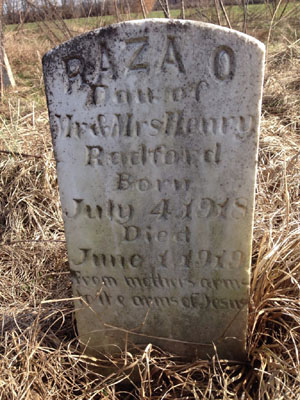 RAZA O
Dau of
Mr & Mrs Henry
Radford
Born
July 4, 1918
Died
June 1, 1919
From mothers arms
to the arms of Jesus